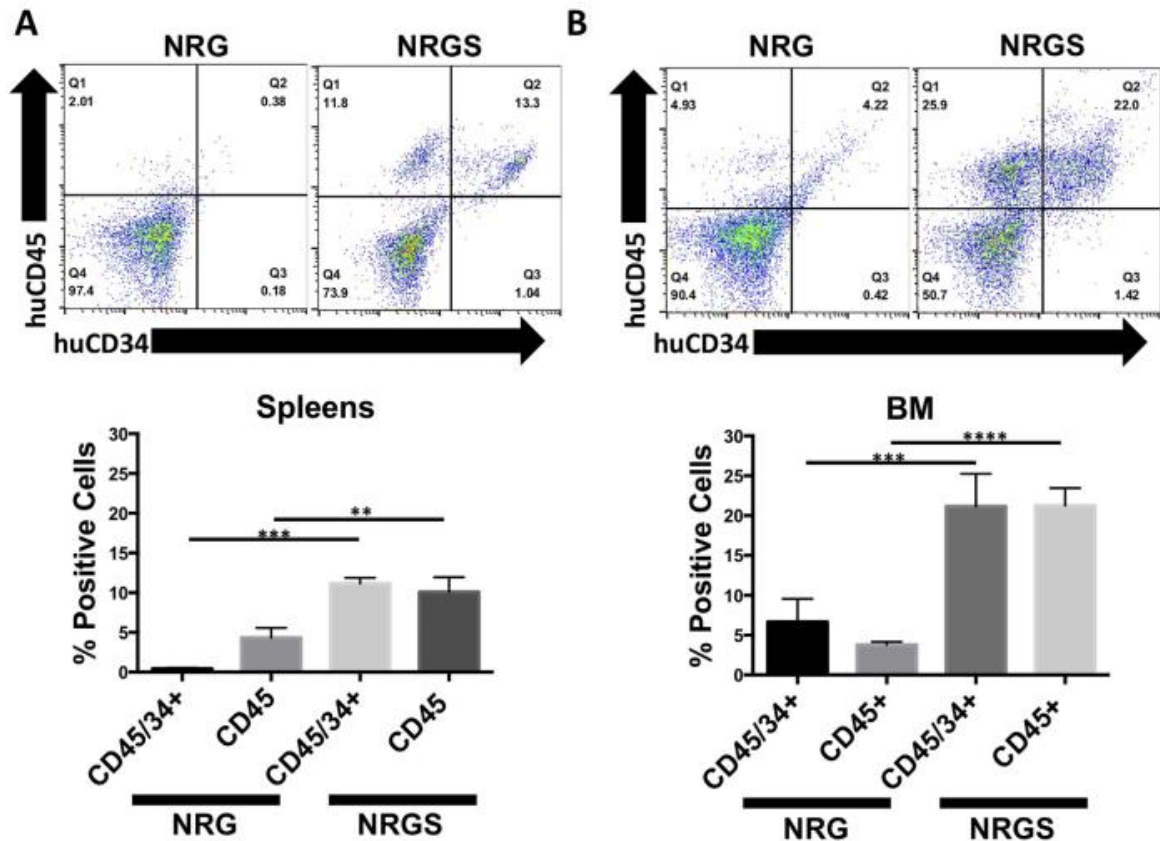 A
NRG
NRGS
huCD45
Q1
2.01
Q2
0.38
Q4
97.4
Q3
0.18
Q1
11.8
Q2
13.3
Q4
73.9
Q3
1.04
huCD34
Spleens
% Positive Cells
30
25
20
15
10
5
0
***
**
CD45/34+
CD45
CD45/34+
CD45
NRG
NRGS
B
NRG
NRGS
huCD45
Q1
4.93
Q2
4.22
Q4
90.4
Q3
0.42
Q1
25.9
Q2
22.0
Q4
50.7
Q3
1.42
huCD34
BM
% Positive Cells
30
25
20
15
10
5
0
***
****
CD45/34+
CD45+
CD45/34+
CD45+
NRG
NRGS